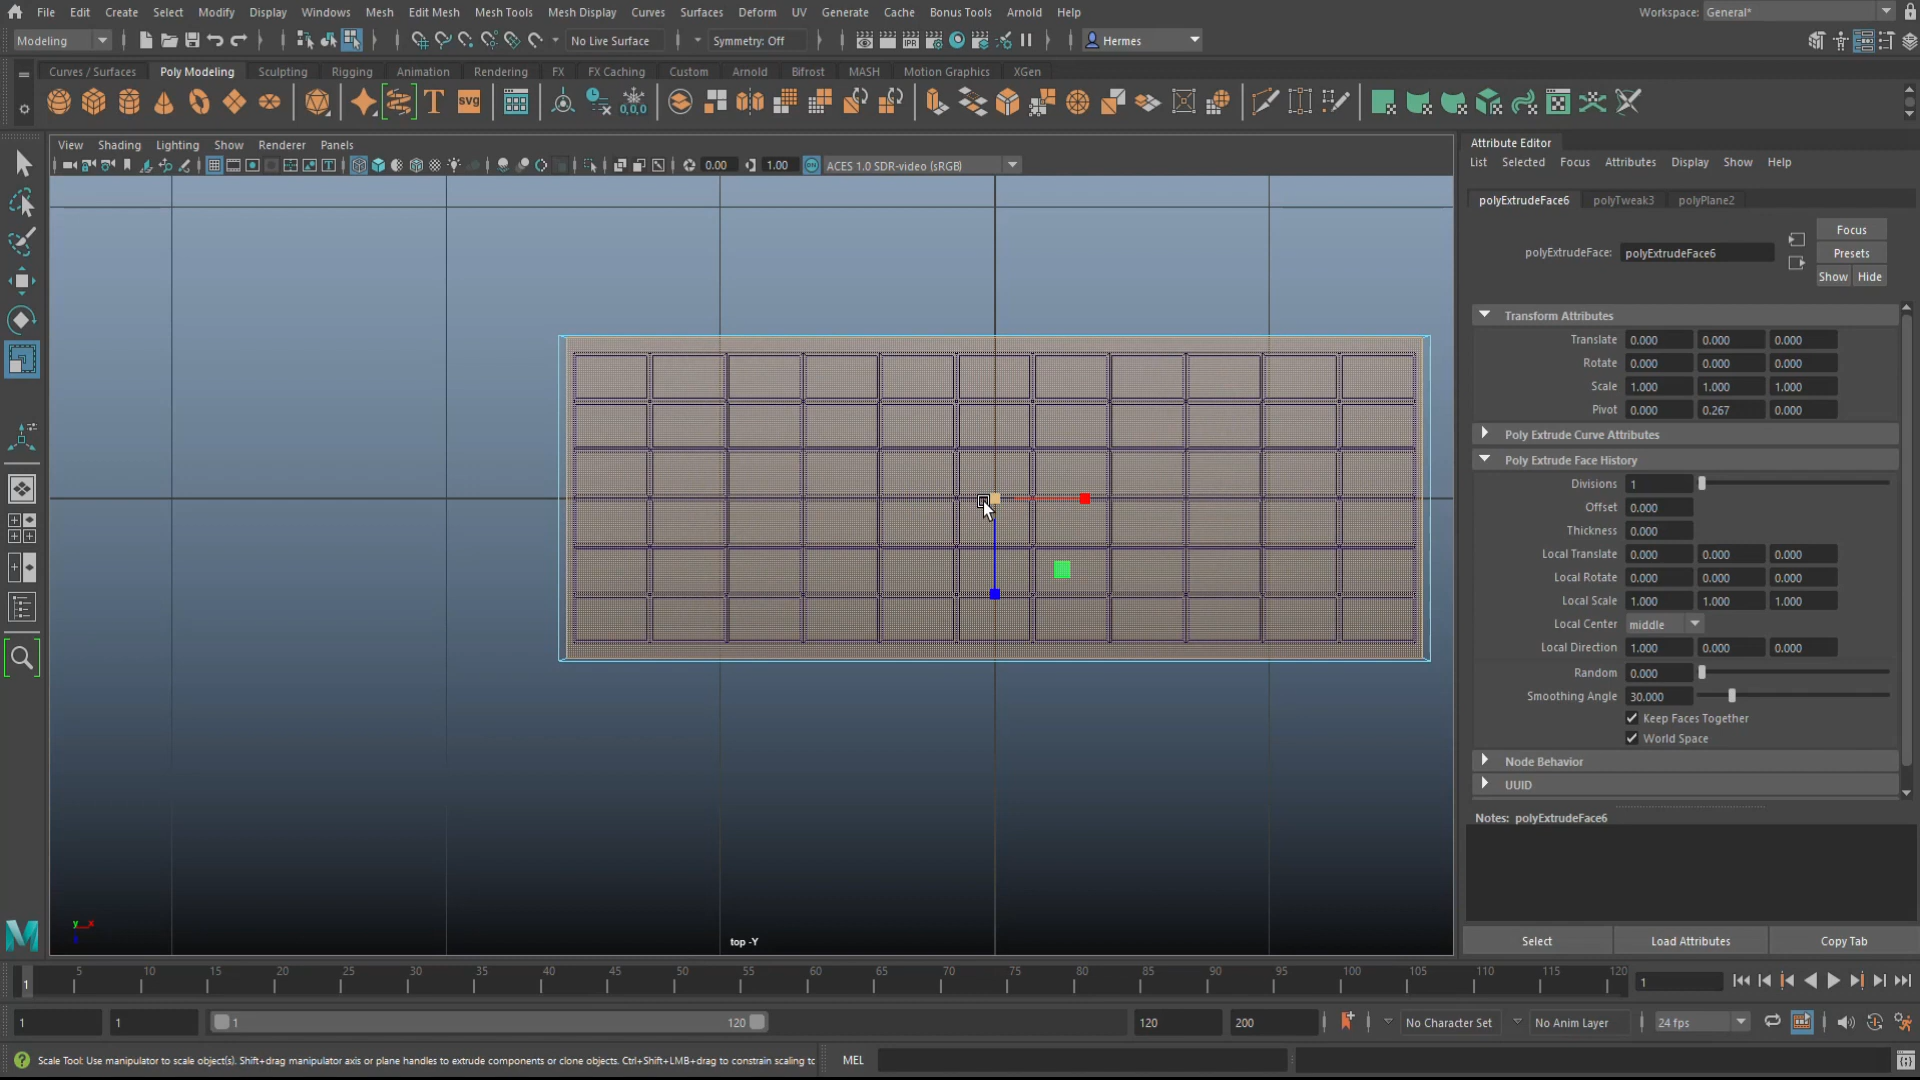 File Edit Create Select Modify Display Windows Mesh Edit Mesh Mesh Tools Mesh Display Curves Surfaces Deform UV Generate Cache Bonus Tools Arnold Help Workspace: General*
Modeling No Live Surface Symmetry: Off IPR Hermes
Curves / Surfaces Poly Modeling Sculpting Rigging Animation Rendering FX FX Caching Custom Arnold Bifrost MASH Motion Graphics XGen
T SVG 0,0,0
View Shading Lighting Show Renderer Panels
0.00 1.00 ON ACES 1.0 SDR-video (sRGB)
Attribute Editor
List Selected Focus Attributes Display Show Help
polyExtrudeFace6 polyTweak3 polyPlane2
Focus
polyExtrudeFace: polyExtrudeFace6 Presets
Show Hide
Transform Attributes
Translate 0.000 0.000 0.000
Rotate 0.000 0.000 0.000
Scale 1.000 1.000 1.000
Pivot 0.000 0.267 0.000
Poly Extrude Curve Attributes
Poly Extrude Face History
Divisions 1
Offset 0.000
Thickness 0.000
Local Translate 0.000 0.000 0.000
Local Rotate 0.000 0.000 0.000
Local Scale 1.000 1.000 1.000
Local Center middle
Local Direction 1.000 0.000 0.000
Random 0.000
Smoothing Angle 30.000
Keep Faces Together
World Space
Node Behavior
UUID
Notes: polyExtrudeFace6
Select Load Attributes Copy Tab
y x
top -Y
M
5 10 15 20 25 30 35 40 45 50 55 60 65 70 75 80 85 90 95 100 105 110 115 120
1 1
1 1 1 120 120 200 No Character Set No Anim Layer 24 fps
Scale Tool: Use manipulator to scale object(s). Shift+drag manipulator axis or plane handles to extrude components or clone objects. Ctrl+Shift+LMB+drag to constrain scaling to MEL